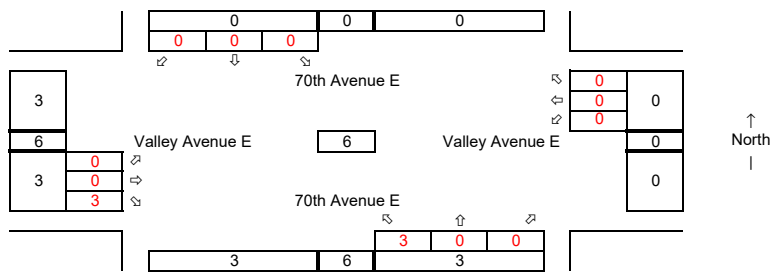 0 0 0
0 0 0
⬃ ⇩ ⬂
70th Avenue E
⬁ 0
3 ⇦ 0 0
⬃ 0
6 Valley Avenue E 6 Valley Avenue E 0
↑
North
|
0 ⬀
3 0 ⇨ 0
3 ⬂
70th Avenue E
⬁ ⇧ ⬀
3 0 0
3 6 3